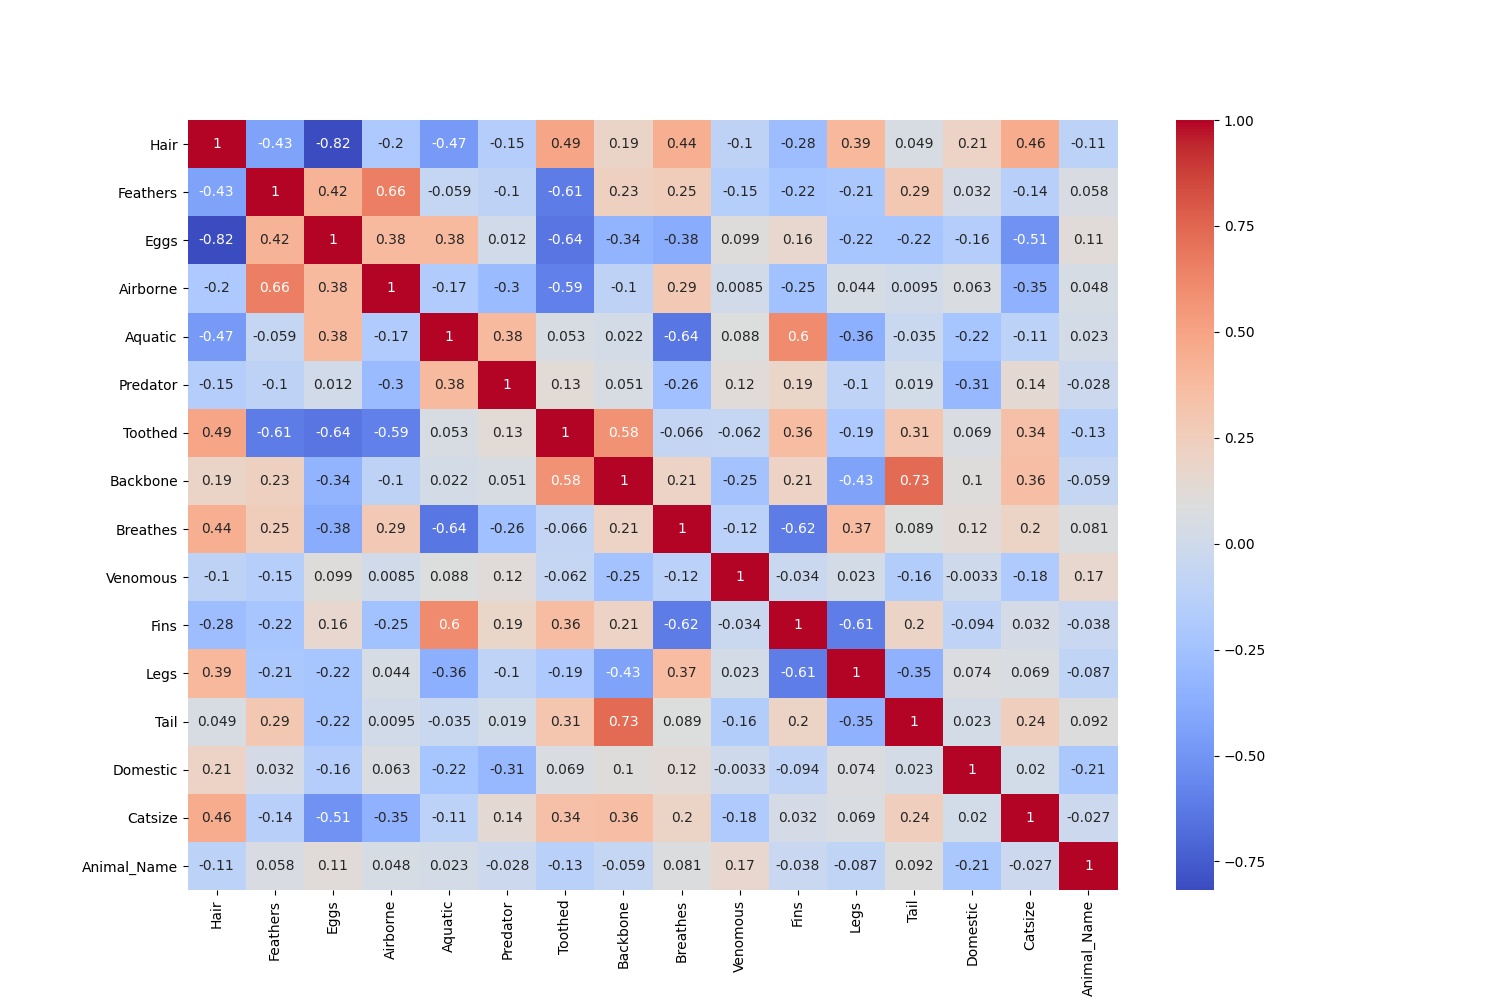 Hair 1 -0.43 -0.82 -0.2 -0.47 -0.15 0.49 0.19 0.44 -0.1 -0.28 0.39 0.049 0.21 0.46 -0.11
Feathers -0.43 1 0.42 0.66 -0.059 -0.1 -0.61 0.23 0.25 -0.15 -0.22 -0.21 0.29 0.032 -0.14 0.058
Eggs -0.82 0.42 1 0.38 0.38 0.012 -0.64 -0.34 -0.38 0.099 0.16 -0.22 -0.22 -0.16 -0.51 0.11
Airborne -0.2 0.66 0.38 1 -0.17 -0.3 -0.59 -0.1 0.29 0.0085 -0.25 0.044 0.0095 0.063 -0.35 0.048
Aquatic -0.47 -0.059 0.38 -0.17 1 0.38 0.053 0.022 -0.64 0.088 0.6 -0.36 -0.035 -0.22 -0.11 0.023
Predator -0.15 -0.1 0.012 -0.3 0.38 1 0.13 0.051 -0.26 0.12 0.19 -0.1 0.019 -0.31 0.14 -0.028
Toothed 0.49 -0.61 -0.64 -0.59 0.053 0.13 1 0.58 -0.066 -0.062 0.36 -0.19 0.31 0.069 0.34 -0.13
Backbone 0.19 0.23 -0.34 -0.1 0.022 0.051 0.58 1 0.21 -0.25 0.21 -0.43 0.73 0.1 0.36 -0.059
Breathes 0.44 0.25 -0.38 0.29 -0.64 -0.26 -0.066 0.21 1 -0.12 -0.62 0.37 0.089 0.12 0.2 0.081
Venomous -0.1 -0.15 0.099 0.0085 0.088 0.12 -0.062 -0.25 -0.12 1 -0.034 0.023 -0.16 -0.0033 -0.18 0.17
Fins -0.28 -0.22 0.16 -0.25 0.6 0.19 0.36 0.21 -0.62 -0.034 1 -0.61 0.2 -0.094 0.032 -0.038
Legs 0.39 -0.21 -0.22 0.044 -0.36 -0.1 -0.19 -0.43 0.37 0.023 -0.61 1 -0.35 0.074 0.069 -0.087
Tail 0.049 0.29 -0.22 0.0095 -0.035 0.019 0.31 0.73 0.089 -0.16 0.2 -0.35 1 0.023 0.24 0.092
Domestic 0.21 0.032 -0.16 0.063 -0.22 -0.31 0.069 0.1 0.12 -0.0033 -0.094 0.074 0.023 1 0.02 -0.21
Catsize 0.46 -0.14 -0.51 -0.35 -0.11 0.14 0.34 0.36 0.2 -0.18 0.032 0.069 0.24 0.02 1 -0.027
Animal_Name -0.11 0.058 0.11 0.048 0.023 -0.028 -0.13 -0.059 0.081 0.17 -0.038 -0.087 0.092 -0.21 -0.027 1
Hair Feathers Eggs Airborne Aquatic Predator Toothed Backbone Breathes Venomous Fins Legs Tail Domestic Catsize Animal_Name
1.00
0.75
0.50
0.25
0.00
−0.25
−0.50
−0.75